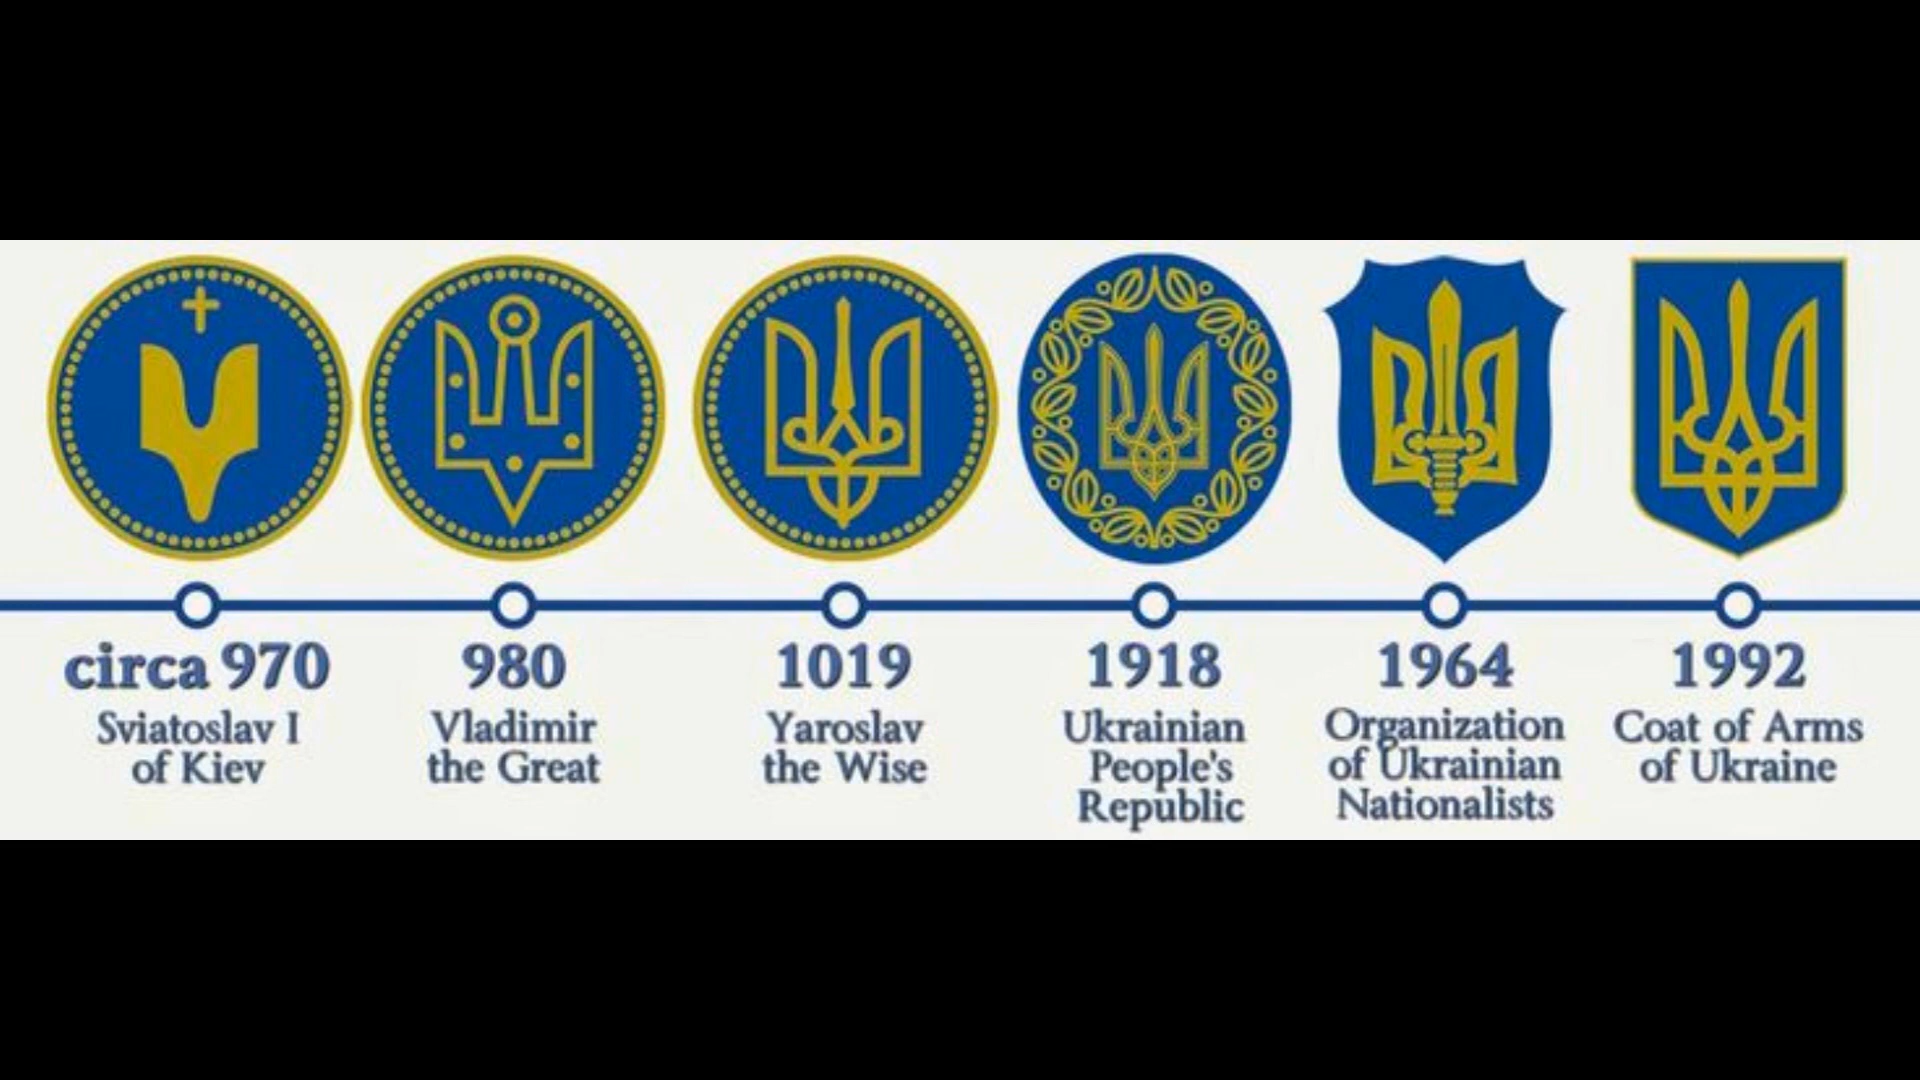 circa 970
Sviatoslav I
of Kiev
980
Vladimir
the Great
1019
Yaroslav
the Wise
1918
Ukrainian
People's
Republic
1964
Organization
of Ukrainian
Nationalists
1992
Coat of Arms
of Ukraine